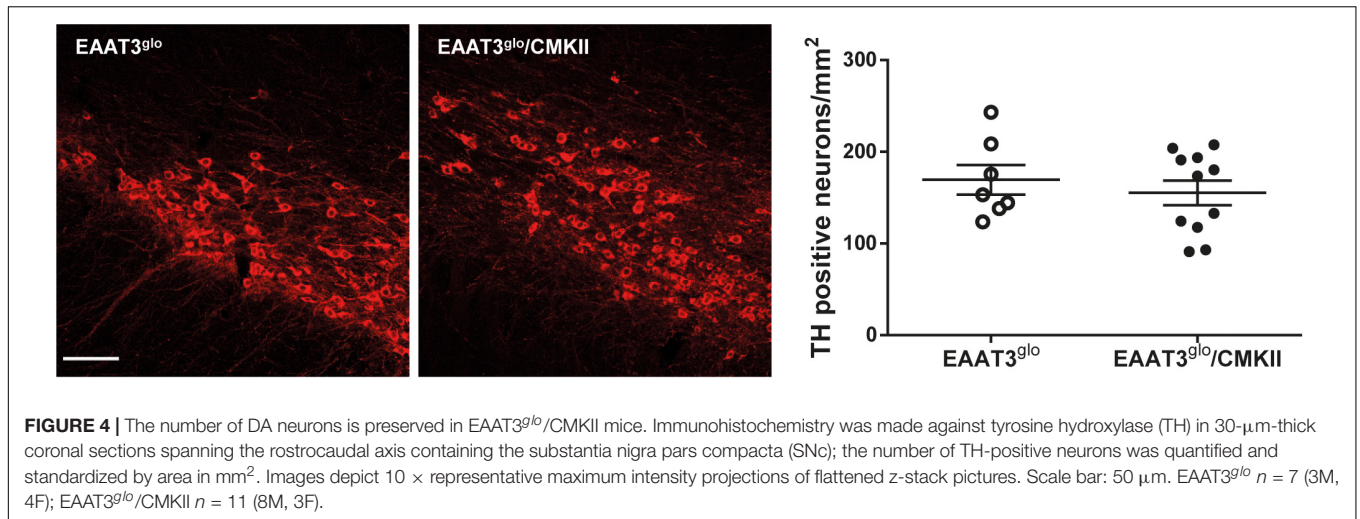 EAAT3glo
EAAT3glo/CMKII
TH positive neurons/mm2
300
200
100
0
EAAT3glo
EAAT3glo/CMKII
FIGURE 4 | The number of DA neurons is preserved in EAAT3glo/CMKII mice. Immunohistochemistry was made against tyrosine hydroxylase (TH) in 30-μm-thick
coronal sections spanning the rostrocaudal axis containing the substantia nigra pars compacta (SNc); the number of TH-positive neurons was quantified and
standardized by area in mm2. Images depict 10 × representative maximum intensity projections of flattened z-stack pictures. Scale bar: 50 μm. EAAT3glo n = 7 (3M,
4F); EAAT3glo/CMKII n = 11 (8M, 3F).